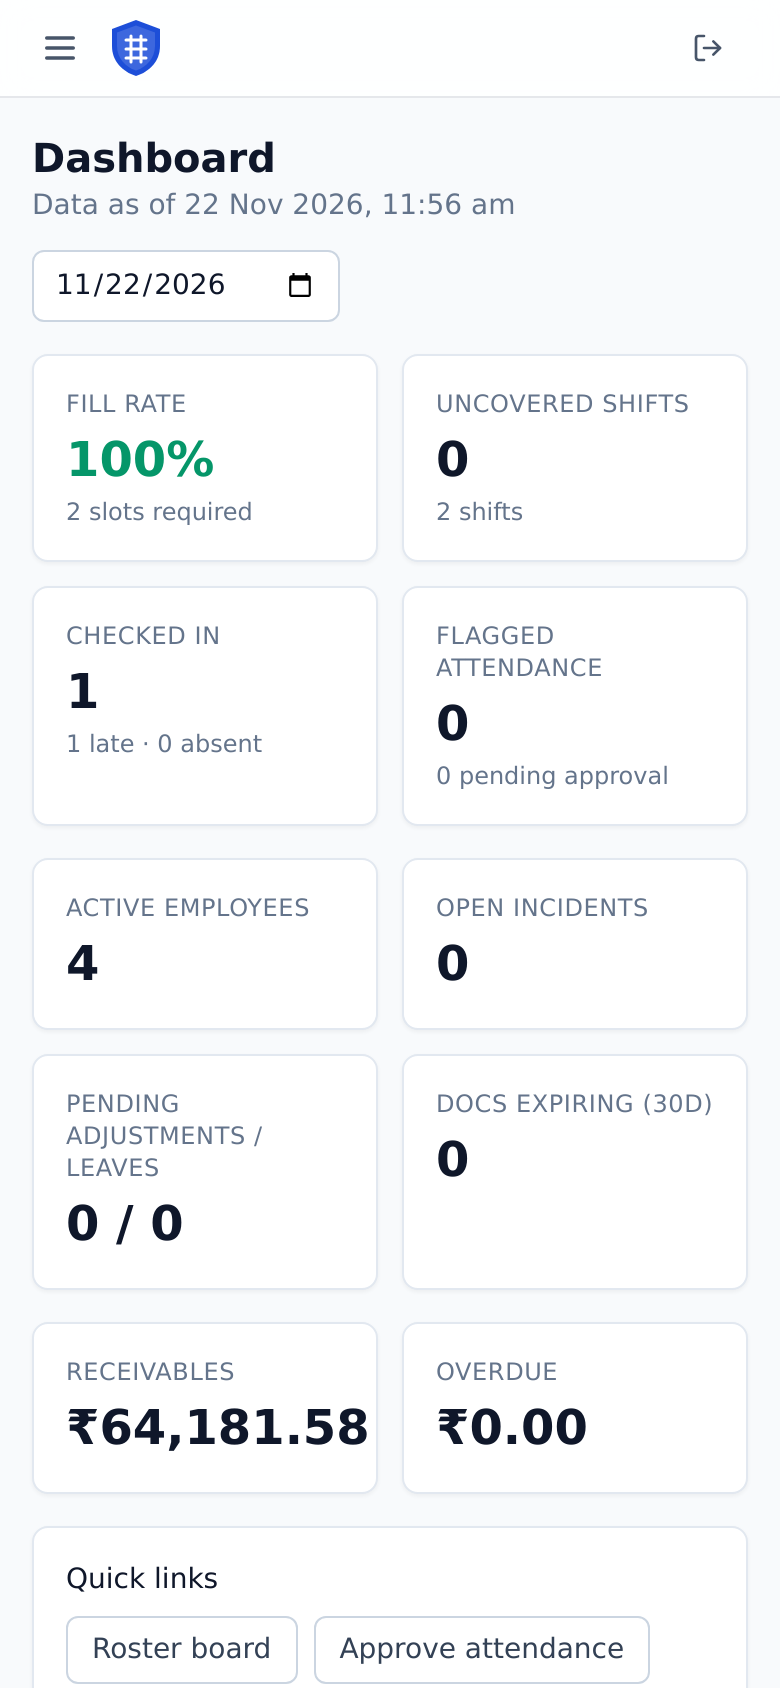 Dashboard
Data as of 22 Nov 2026, 11:56 am
11/22/2026
FILL RATE
100%
2 slots required
UNCOVERED SHIFTS
0
2 shifts
CHECKED IN
1
1 late · 0 absent
FLAGGED
ATTENDANCE
0
0 pending approval
ACTIVE EMPLOYEES
4
OPEN INCIDENTS
0
PENDING
ADJUSTMENTS /
LEAVES
0 / 0
DOCS EXPIRING (30D)
0
RECEIVABLES
₹64,181.58
OVERDUE
₹0.00
Quick links
Roster board
Approve attendance